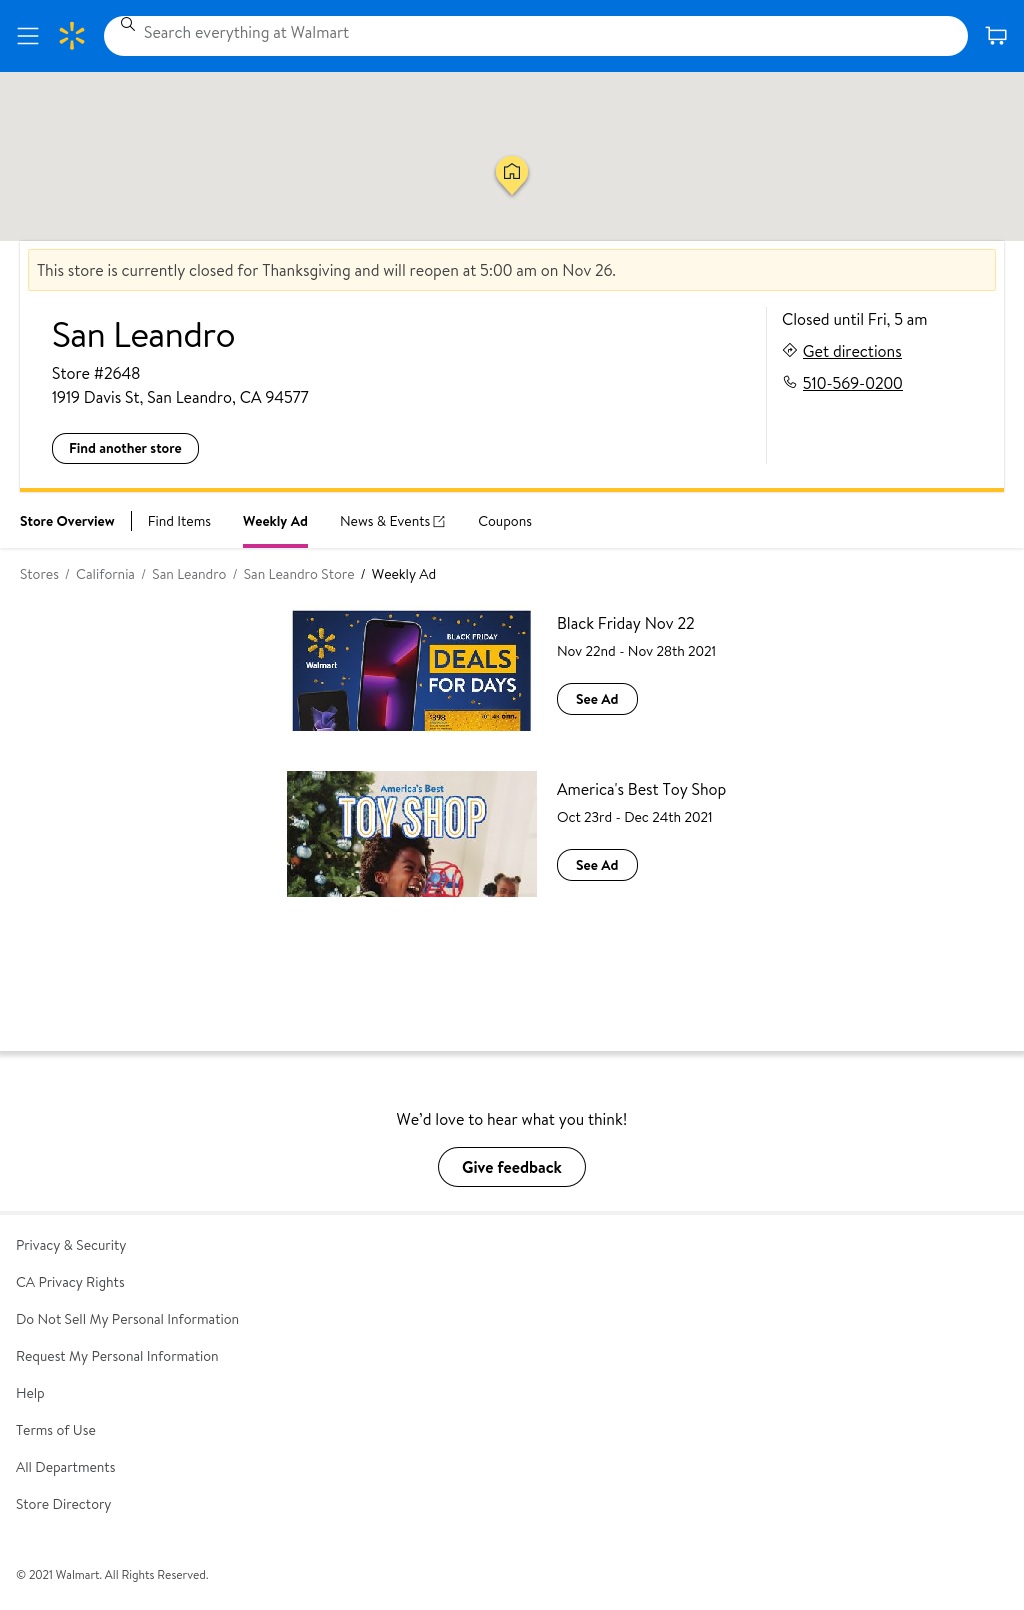 Search everything at Walmart
This store is currently closed for Thanksgiving and will reopen at 5:00 am on Nov 26.
San Leandro
Store #2648
1919 Davis St, San Leandro, CA 94577
Find another store
Closed until Fri, 5 am
Get directions
510-569-0200
Store Overview
Find Items
Weekly Ad
News & Events
Coupons
Stores / California / San Leandro / San Leandro Store / Weekly Ad
Walmart
BLACK FRIDAY
DEALS
FOR DAYS
Black Friday Nov 22
Nov 22nd - Nov 28th 2021
See Ad
America's Best
TOY SHOP
America's Best Toy Shop
Oct 23rd - Dec 24th 2021
See Ad
We’d love to hear what you think!
Give feedback
Privacy & Security
CA Privacy Rights
Do Not Sell My Personal Information
Request My Personal Information
Help
Terms of Use
All Departments
Store Directory
© 2021 Walmart. All Rights Reserved.